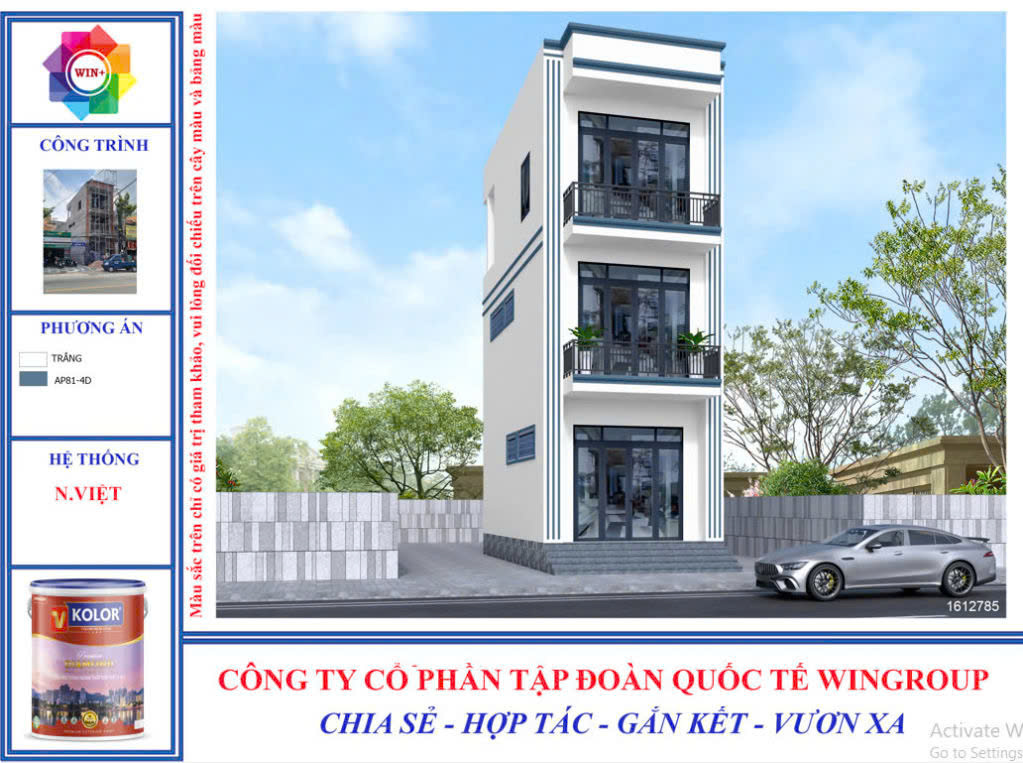 WIN+
CÔNG TRÌNH
PHƯƠNG ÁN
TRẮNG
AP81-4D
HỆ THỐNG
N.VIỆT
V KOLOR
Premium
Màu sắc trên chỉ có giá trị tham khảo, vui lòng đối chiếu trên cây màu và bảng màu
1612785
CÔNG TY CỔ PHẦN TẬP ĐOÀN QUỐC TẾ WINGROUP
CHIA SẺ - HỢP TÁC - GẮN KẾT - VƯƠN XA
Activate W
Go to Settings